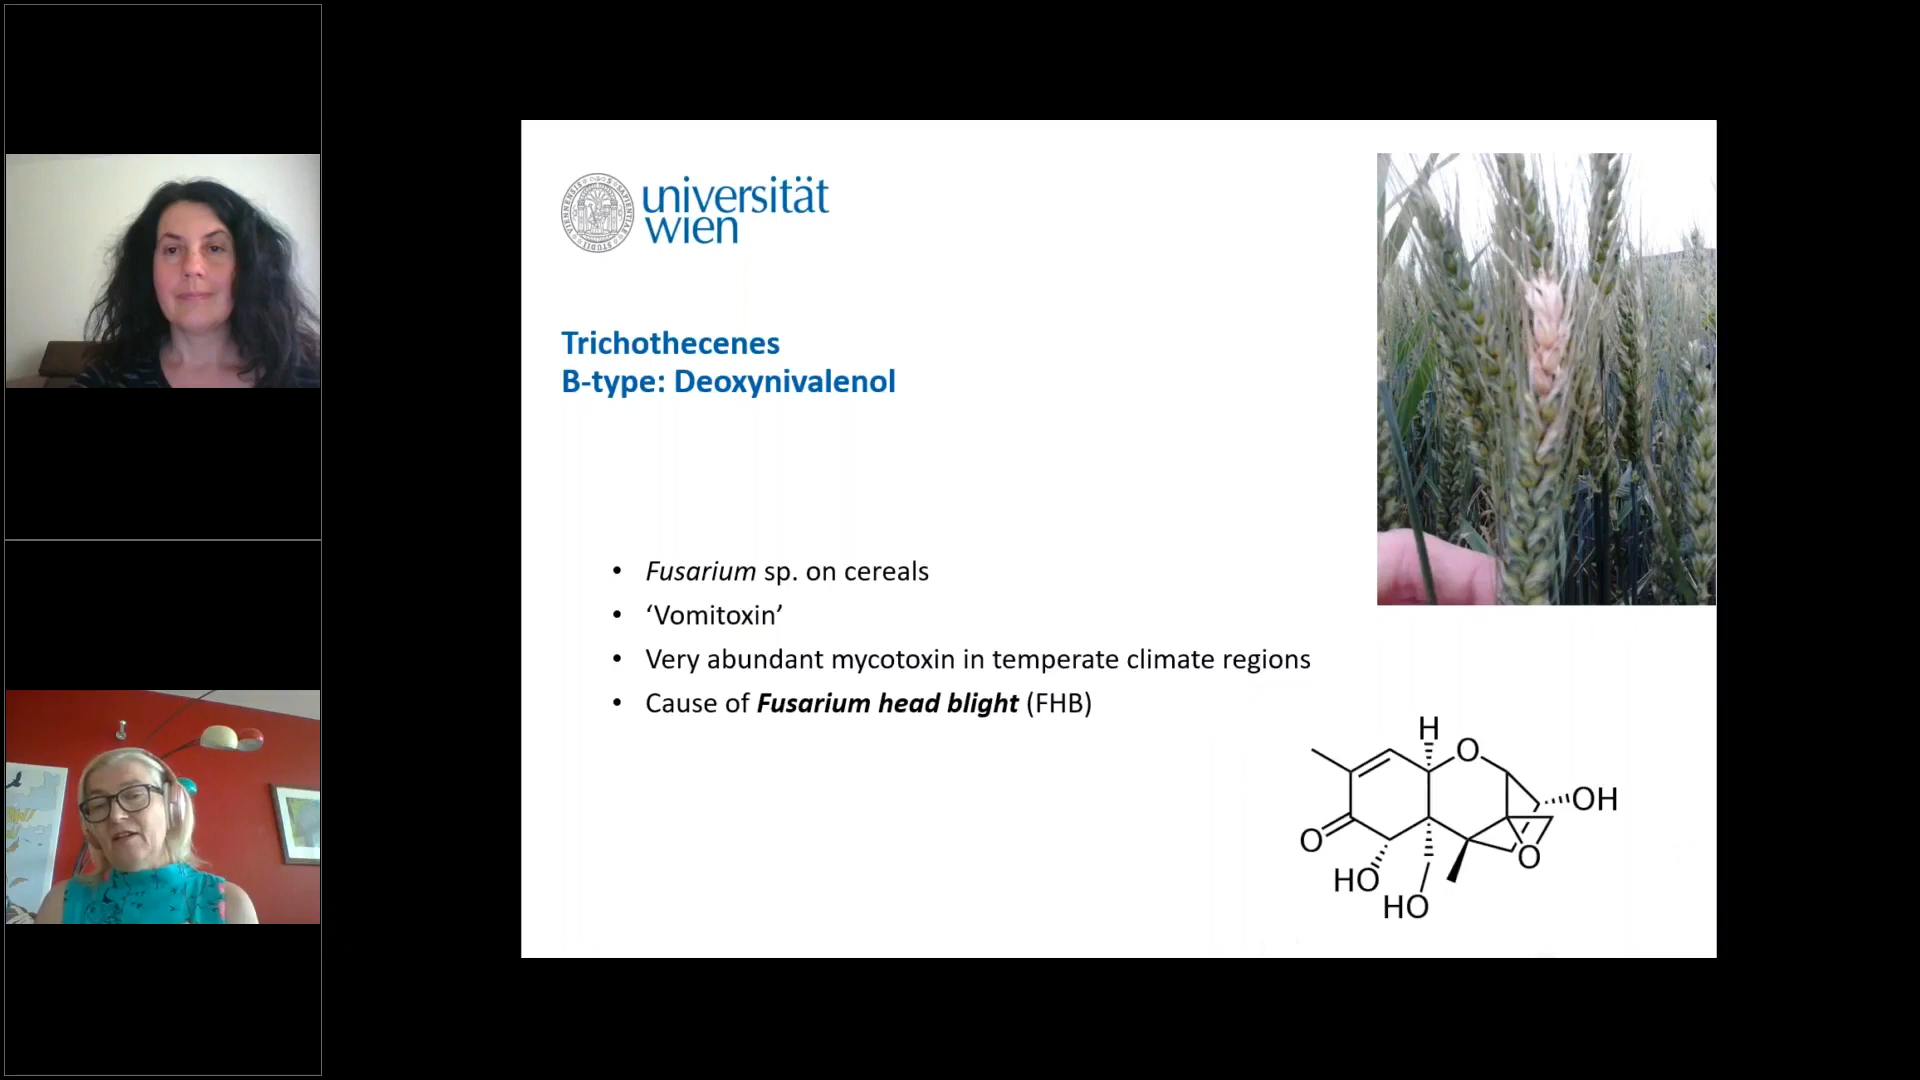 universität
wien
Trichothecenes
B-type: Deoxynivalenol
• Fusarium sp. on cereals
• ‘Vomitoxin’
• Very abundant mycotoxin in temperate climate regions
• Cause of Fusarium head blight (FHB)
H
O
OH
O
O
HO
HO